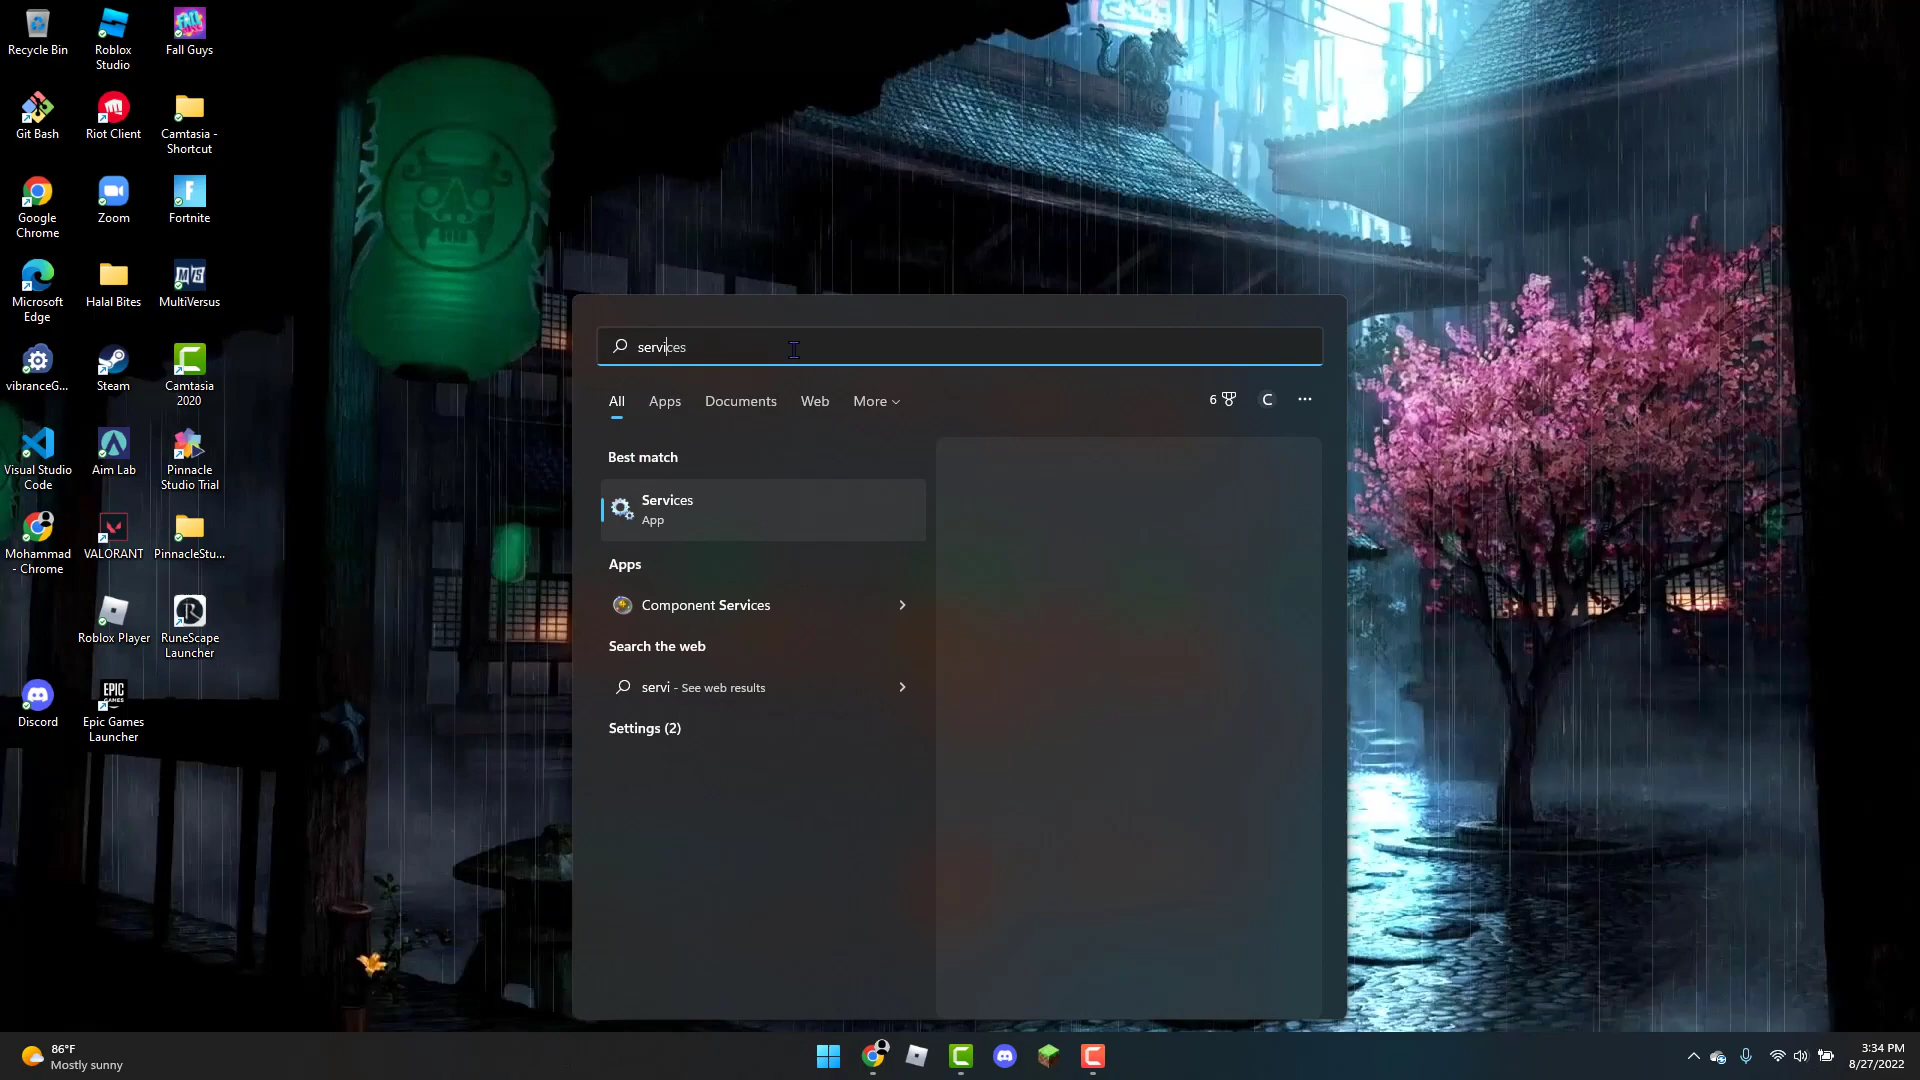 Recycle Bin
Roblox
Studio
Fall Guys
Git Bash
Riot Client
Camtasia -
Shortcut
Google
Chrome
Zoom
Fortnite
Microsoft
Edge
Halal Bites
MultiVersus
vibranceG...
Steam
Camtasia
2020
Visual Studio
Code
Aim Lab
Pinnacle
Studio Trial
Mohammad
- Chrome
VALORANT
PinnacleStu...
Roblox Player
RuneScape
Launcher
Discord
EPIC
GAMES
Epic Games
Launcher
services
All
Apps
Documents
Web
More
6
C
Best match
Services
App
Apps
Component Services
Search the web
servi - See web results
Settings (2)
86°F
Mostly sunny
3:34 PM
8/27/2022